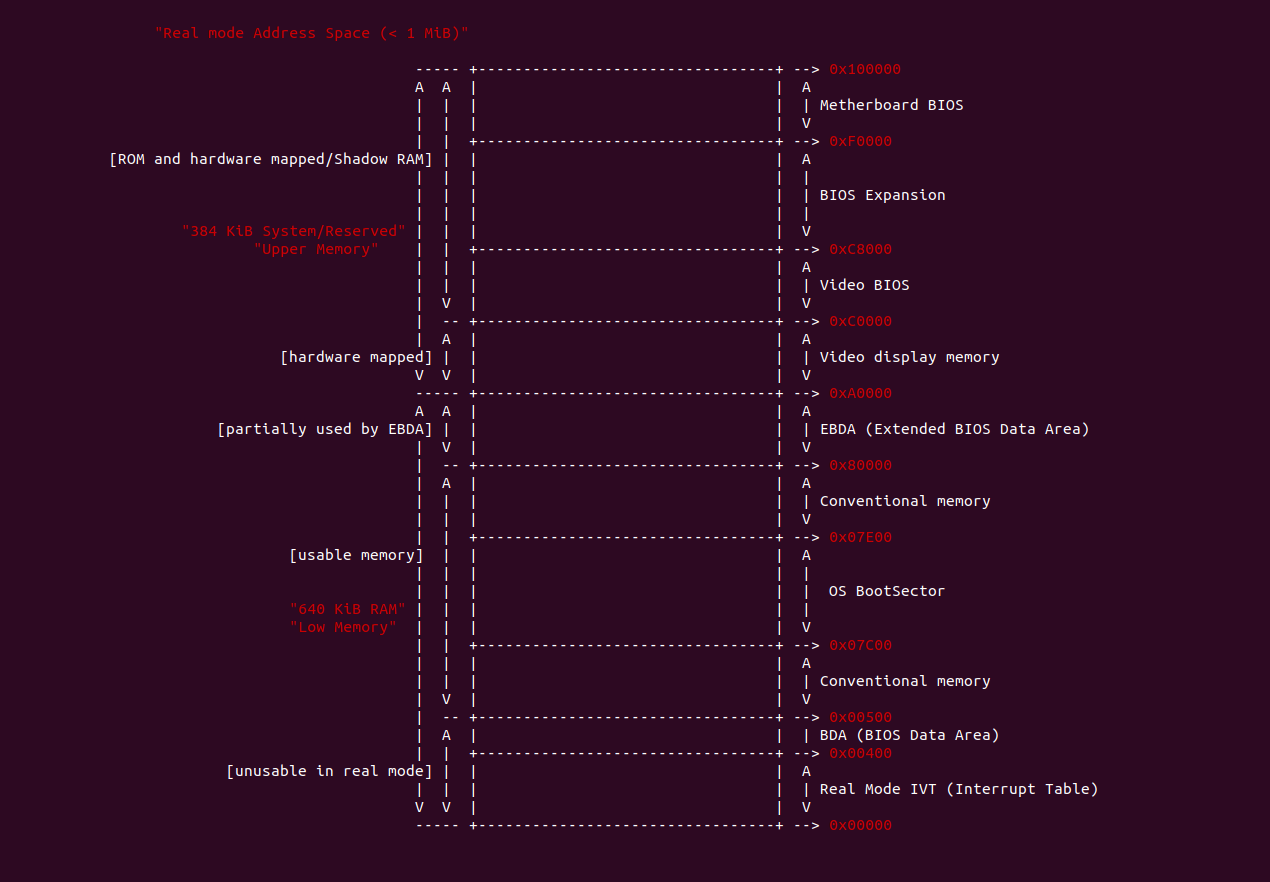 "Real mode Address Space (< 1 MiB)"
----- +---------------------------------+ --> 0x100000
A A | | A
| | | | | Metherboard BIOS
| | | | V
| | +---------------------------------+ --> 0xF0000
[ROM and hardware mapped/Shadow RAM] | | | A
| | | | |
| | | | | BIOS Expansion
| | | | |
"384 KiB System/Reserved" | | | | V
"Upper Memory" | | +---------------------------------+ --> 0xC8000
| | | | A
| | | | | Video BIOS
| V | | V
| -- +---------------------------------+ --> 0xC0000
| A | | A
[hardware mapped] | | | | Video display memory
V V | | V
----- +---------------------------------+ --> 0xA0000
A A | | A
[partially used by EBDA] | | | | EBDA (Extended BIOS Data Area)
| V | | V
| -- +---------------------------------+ --> 0x80000
| A | | A
| | | | | Conventional memory
| | | | V
| | +---------------------------------+ --> 0x07E00
[usable memory] | | | A
| | | | |
| | | | | OS BootSector
"640 KiB RAM" | | | | |
"Low Memory" | | | | V
| | +---------------------------------+ --> 0x07C00
| | | | A
| | | | | Conventional memory
| V | | V
| -- +---------------------------------+ --> 0x00500
| A | | | BDA (BIOS Data Area)
| | +---------------------------------+ --> 0x00400
[unusable in real mode] | | | A
| | | | | Real Mode IVT (Interrupt Table)
V V | | V
----- +---------------------------------+ --> 0x00000